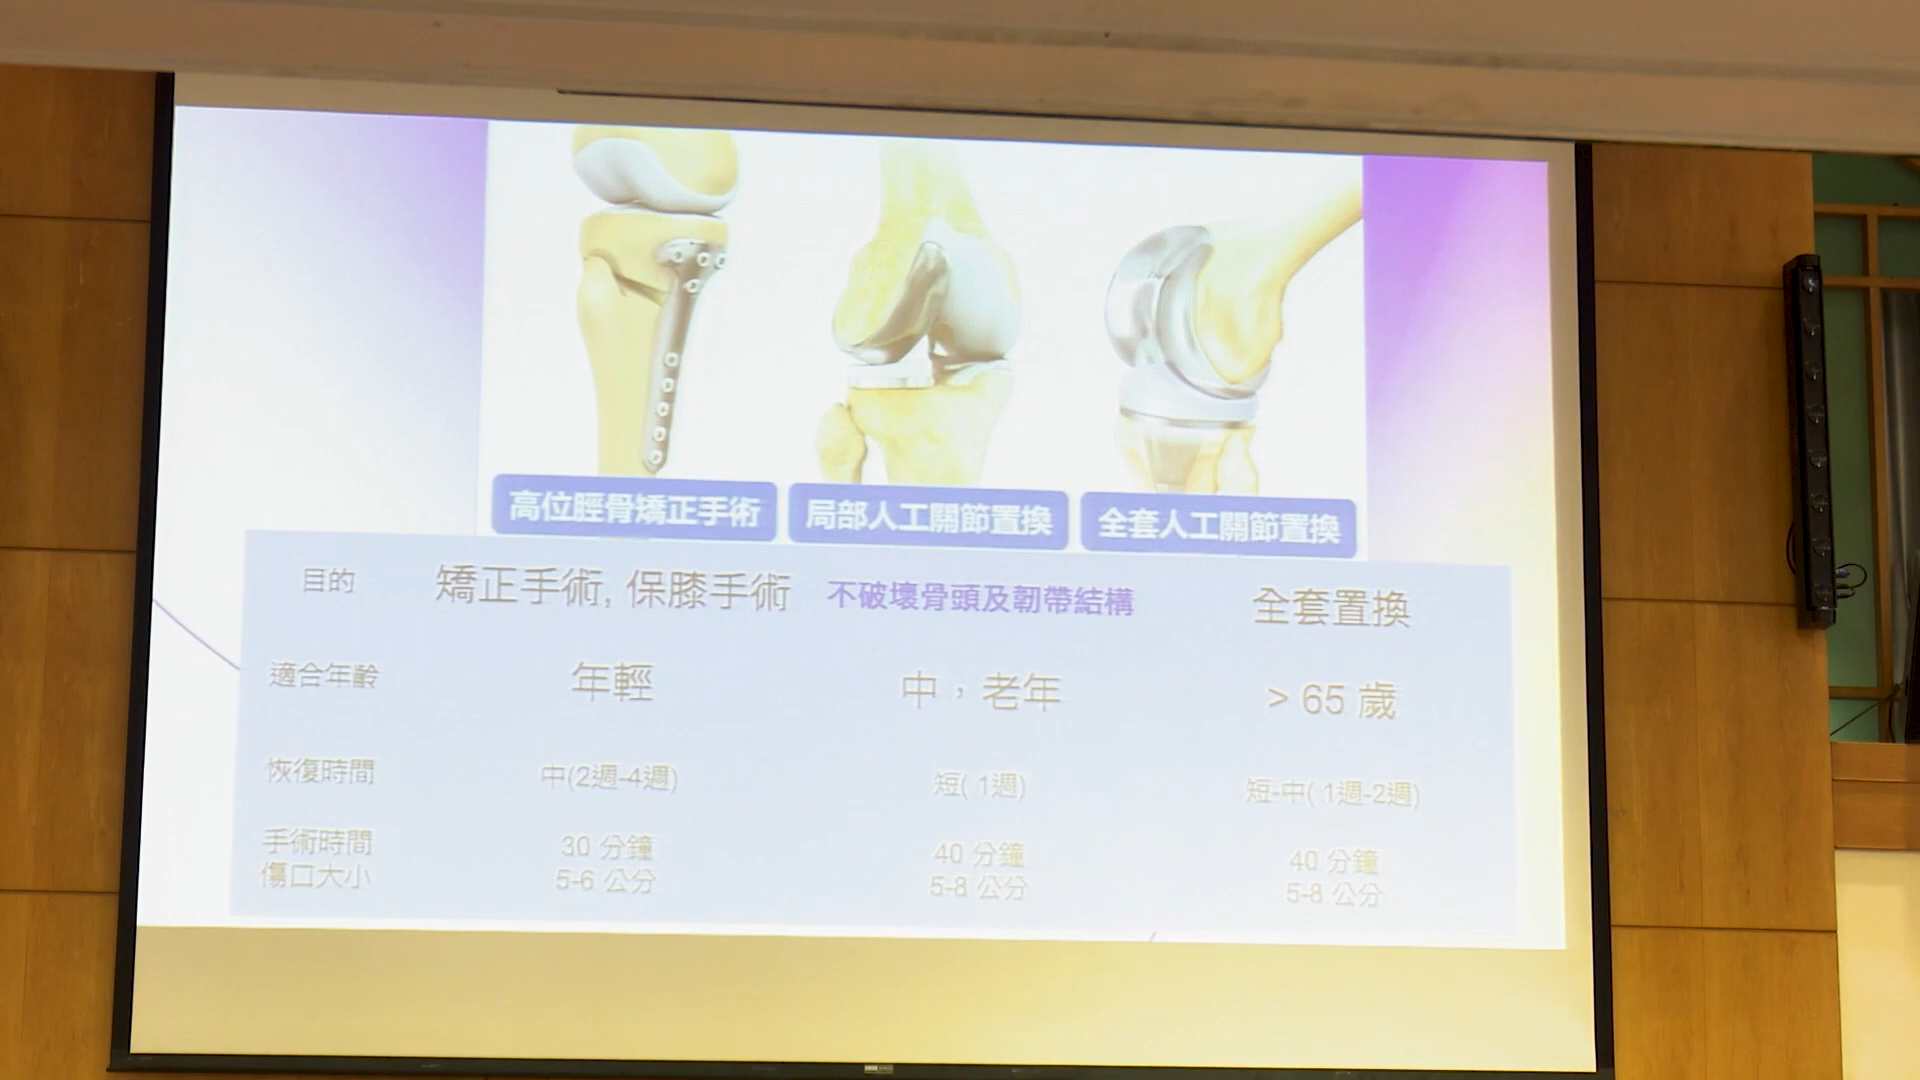 高位脛骨矯正手術 局部人工關節置換 全套人工關節置換
目的 矯正手術, 保膝手術 不破壞骨頭及韌帶結構 全套置換
適合年齡 年輕 中，老年 > 65 歲
恢復時間 中(2週-4週) 短( 1週) 短-中( 1週-2週)
手術時間 30 分鐘 40 分鐘 40 分鐘
傷口大小 5-6 公分 5-8 公分 5-8 公分